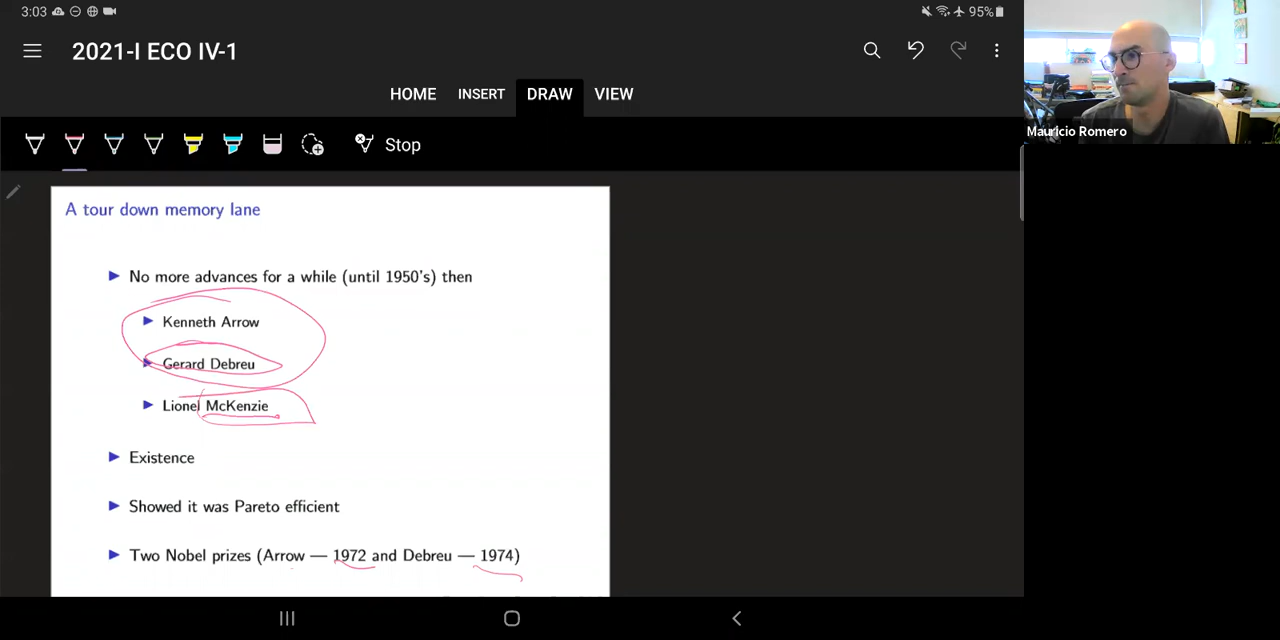 3:03
95%
2021-I ECO IV-1
HOME INSERT DRAW VIEW
Stop
Mauricio Romero
A tour down memory lane
No more advances for a while (until 1950's) then
Kenneth Arrow
Gerard Debreu
Lionel McKenzie
Existence
Showed it was Pareto efficient
Two Nobel prizes (Arrow — 1972 and Debreu — 1974)